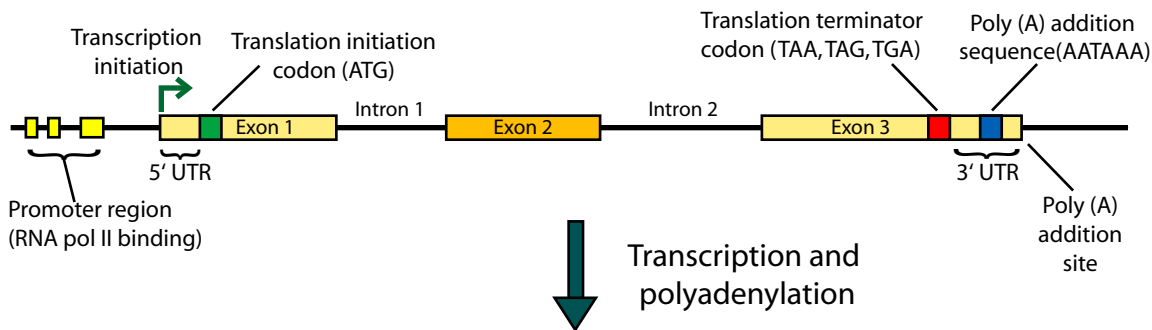 Transcription
initiation
Translation initiation
codon (ATG)
Translation terminator
codon (TAA,TAG,TGA)
Poly (A) addition
sequence(AATAAA)
Exon 1
Intron 1
Exon 2
Intron 2
Exon 3
5‘ UTR
3‘ UTR
Promoter region
(RNA pol II binding)
Poly (A)
addition
site
Transcription and
polyadenylation